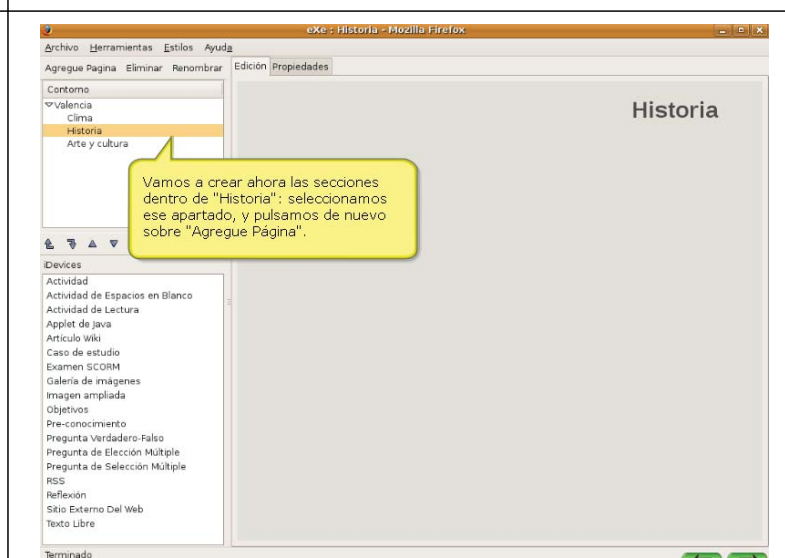 eXe : Historia - Mozilla Firefox
Archivo Herramientas Estilos Ayuda
Agregue Pagina Eliminar Renombrar
Edición Propiedades
Contorno
Valencia
Clima
Historia
Arte y cultura
Historia
Vamos a crear ahora las secciones
dentro de "Historia": seleccionamos
ese apartado, y pulsamos de nuevo
sobre "Agregue Página".
iDevices
Actividad
Actividad de Espacios en Blanco
Actividad de Lectura
Applet de Java
Artículo Wiki
Caso de estudio
Examen SCORM
Galería de imágenes
Imagen ampliada
Objetivos
Pre-conocimiento
Pregunta Verdadero-Falso
Pregunta de Elección Múltiple
Pregunta de Selección Múltiple
RSS
Reflexión
Sitio Externo Del Web
Texto Libre
Terminado